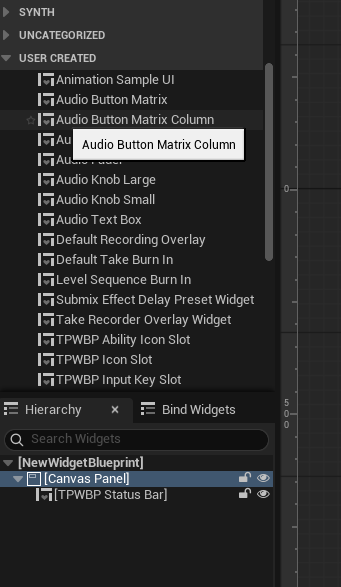 SYNTH
UNCATEGORIZED
USER CREATED
Animation Sample UI
Audio Button Matrix
Audio Button Matrix Column
Au
Audio Button Matrix Column
Audio Fader
Audio Knob Large
Audio Knob Small
Audio Text Box
Default Recording Overlay
Default Take Burn In
Level Sequence Burn In
Submix Effect Delay Preset Widget
Take Recorder Overlay Widget
TPWBP Ability Icon Slot
TPWBP Icon Slot
TPWBP Input Key Slot
0
500
Hierarchy × Bind Widgets
Search Widgets
[NewWidgetBlueprint]
[Canvas Panel]
[TPWBP Status Bar]